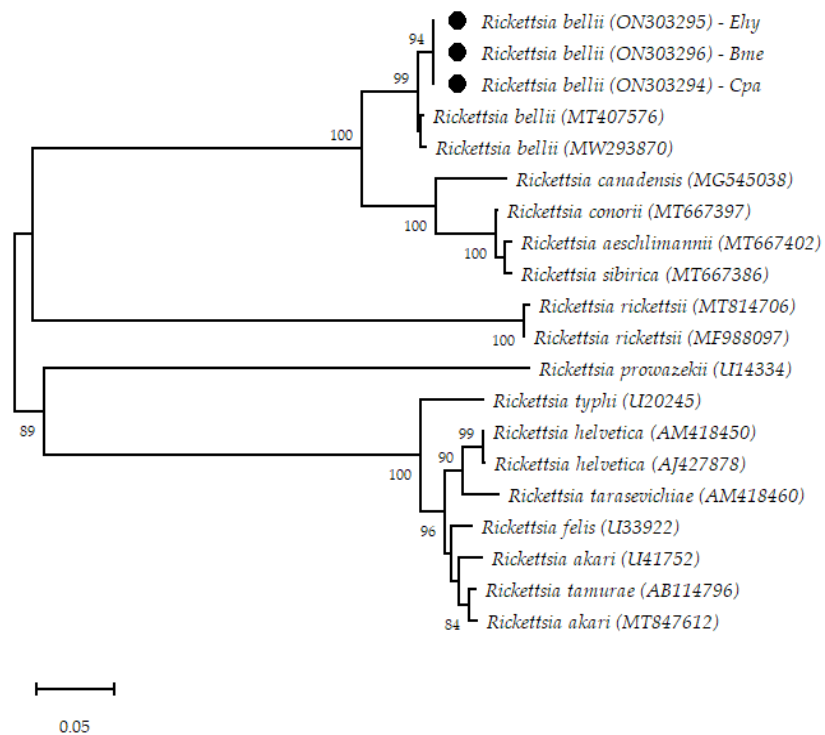 Rickettsia bellii (ON303295) - Ehy
94
Rickettsia bellii (ON303296) - Bme
99
Rickettsia bellii (ON303294) - Cpa
Rickettsia bellii (MT407576)
100
Rickettsia bellii (MW293870)
Rickettsia canadensis (MG545038)
Rickettsia conorii (MT667397)
100
Rickettsia aeschlimannii (MT667402)
100
Rickettsia sibirica (MT667386)
Rickettsia rickettsii (MT814706)
Rickettsia rickettsii (MF988097)
100
Rickettsia prowazekii (U14334)
Rickettsia typhi (U20245)
89
99
Rickettsia helvetica (AM418450)
90
Rickettsia helvetica (AJ427878)
100
Rickettsia tarasevichiae (AM418460)
Rickettsia felis (U33922)
96
Rickettsia akari (U41752)
Rickettsia tamurae (AB114796)
Rickettsia akari (MT847612)
84
0.05